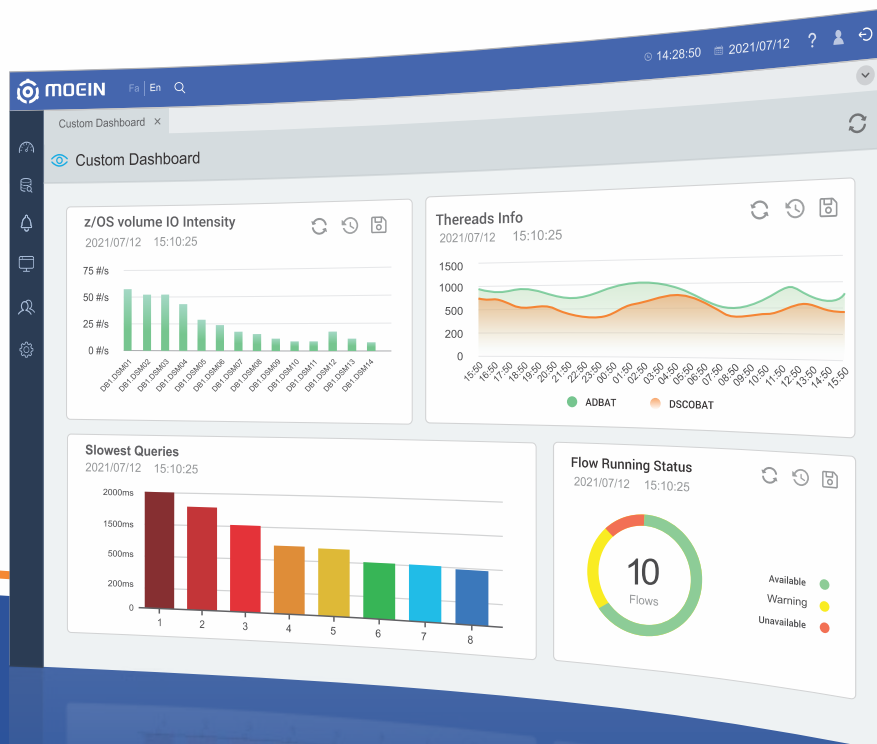 14:28:50 2021/07/12 ?
MOEIN Fa En
Custom Dashboard ×
Custom Dashboard
z/OS volume IO Intensity
2021/07/12 15:10:25
75 #/s
50 #/s
25 #/s
0 #/s
DB1.DSM01 DB1.DSM02 DB1.DSM03 DB1.DSM04 DB1.DSM05 DB1.DSM06 DB1.DSM07 DB1.DSM08 DB1.DSM09 DB1.DSM10 DB1.DSM11 DB1.DSM12 DB1.DSM13 DB1.DSM14
Thereads Info
2021/07/12 15:10:25
1500
1000
500
200
0
15:50 16:50 17:50 18:50 19:50 20:50 21:50 22:50 23:50 00:50 01:50 02:50 03:50 04:50 05:50 06:50 07:50 08:50 09:50 10:50 11:50 12:50 13:50 14:50 15:50
ADBAT DSCOBAT
Slowest Queries
2021/07/12 15:10:25
2000ms
1500ms
500ms
200ms
0
1 2 3 4 5 6 7 8
Flow Running Status
2021/07/12 15:10:25
10
Flows
Available
Warning
Unavailable